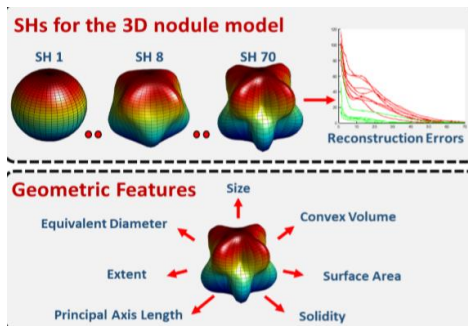 SHs for the 3D nodule model
SH 1
SH 8
SH 70
Reconstruction Errors
Geometric Features
Size
Equivalent Diameter
Convex Volume
Extent
Surface Area
Principal Axis Length
Solidity